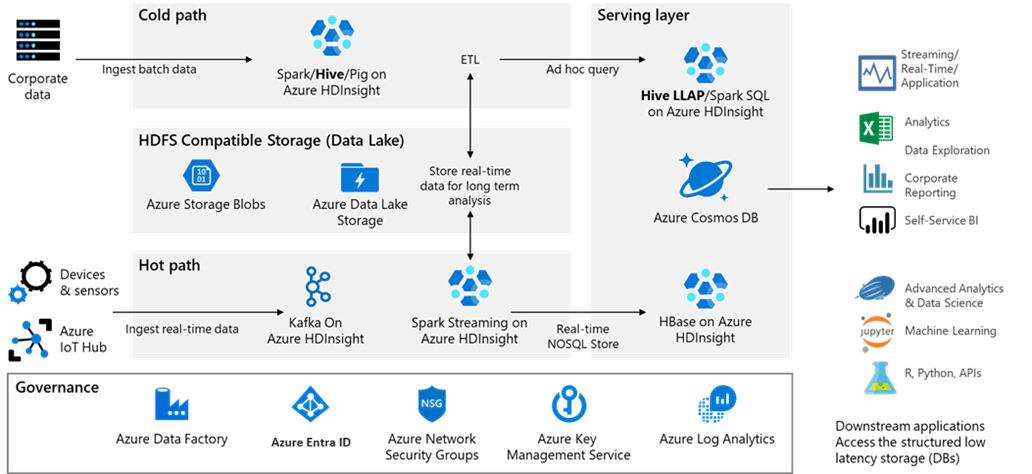 Cold path
Serving layer
Corporate
data
Ingest batch data
Spark/Hive/Pig on
Azure HDInsight
ETL
Ad hoc query
Hive LLAP/Spark SQL
on Azure HDInsight
HDFS Compatible Storage (Data Lake)
10
01
Azure Storage Blobs
Azure Data Lake
Storage
Store real-time
data for long term
analysis
Azure Cosmos DB
Hot path
Devices
& sensors
Azure
IoT Hub
Ingest real-time data
Kafka On
Azure HDInsight
Spark Streaming on
Azure HDInsight
Real-time
NOSQL Store
HBase on Azure
HDInsight
Streaming/
Real-Time/
Application
Analytics
Data Exploration
Corporate
Reporting
Self-Service BI
Advanced Analytics
& Data Science
jupyter
Machine Learning
R, Python, APIs
Downstream applications
Access the structured low
latency storage (DBs)
Governance
Azure Data Factory
Azure Entra ID
NSG
Azure Network
Security Groups
Azure Key
Management Service
Azure Log Analytics